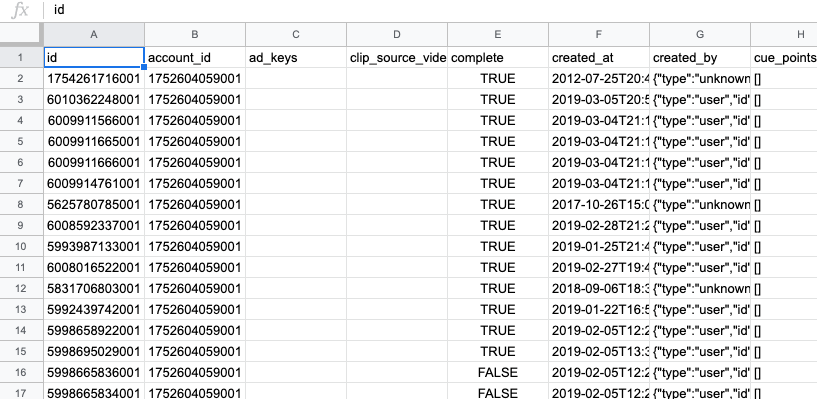 fx id
A B C D E F G H
1 id account_id ad_keys clip_source_vide complete created_at created_by cue_points
2 1754261716001 1752604059001 TRUE 2012-07-25T20:4 {"type":"unknown []
3 6010362248001 1752604059001 TRUE 2019-03-05T20:5 {"type":"user","id" []
4 6009911566001 1752604059001 TRUE 2019-03-04T21:1 {"type":"user","id" []
5 6009911665001 1752604059001 TRUE 2019-03-04T21:1 {"type":"user","id" []
6 6009911666001 1752604059001 TRUE 2019-03-04T21:1 {"type":"user","id" []
7 6009914761001 1752604059001 TRUE 2019-03-04T21:1 {"type":"user","id" []
8 5625780785001 1752604059001 TRUE 2017-10-26T15:0 {"type":"unknown []
9 6008592337001 1752604059001 TRUE 2019-02-28T21:2 {"type":"user","id" []
10 5993987133001 1752604059001 TRUE 2019-01-25T21:4 {"type":"user","id" []
11 6008016522001 1752604059001 TRUE 2019-02-27T19:4 {"type":"user","id" []
12 5831706803001 1752604059001 TRUE 2018-09-06T18:3 {"type":"unknown []
13 5992439742001 1752604059001 TRUE 2019-01-22T16:5 {"type":"user","id" []
14 5998658922001 1752604059001 TRUE 2019-02-05T12:2 {"type":"user","id" []
15 5998695029001 1752604059001 TRUE 2019-02-05T13:3 {"type":"user","id" []
16 5998665836001 1752604059001 FALSE 2019-02-05T12:2 {"type":"user","id" []
17 5998665834001 1752604059001 FALSE 2019-02-05T12:2 {"type":"user","id" []